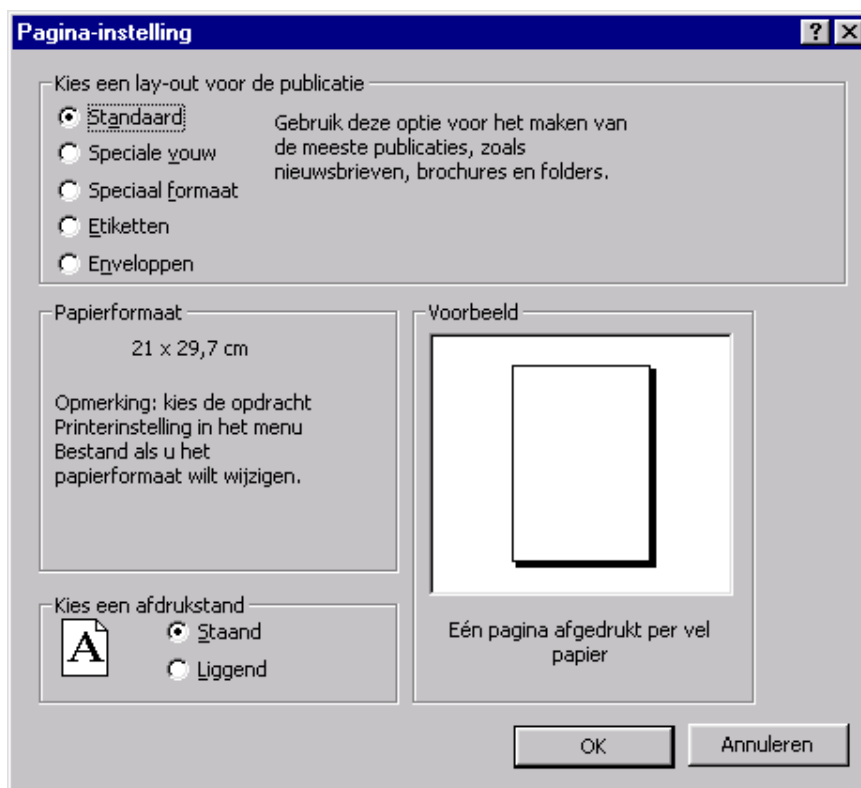 Pagina-instelling
Kies een lay-out voor de publicatie
Standaard
Speciale vouw
Speciaal formaat
Etiketten
Enveloppen
Gebruik deze optie voor het maken van
de meeste publicaties, zoals
nieuwsbrieven, brochures en folders.
Papierformaat
21 x 29,7 cm
Opmerking: kies de opdracht
Printerinstelling in het menu
Bestand als u het
papierformaat wilt wijzigen.
Voorbeeld
Eén pagina afgedrukt per vel
papier
Kies een afdrukstand
A
Staand
Liggend
OK
Annuleren